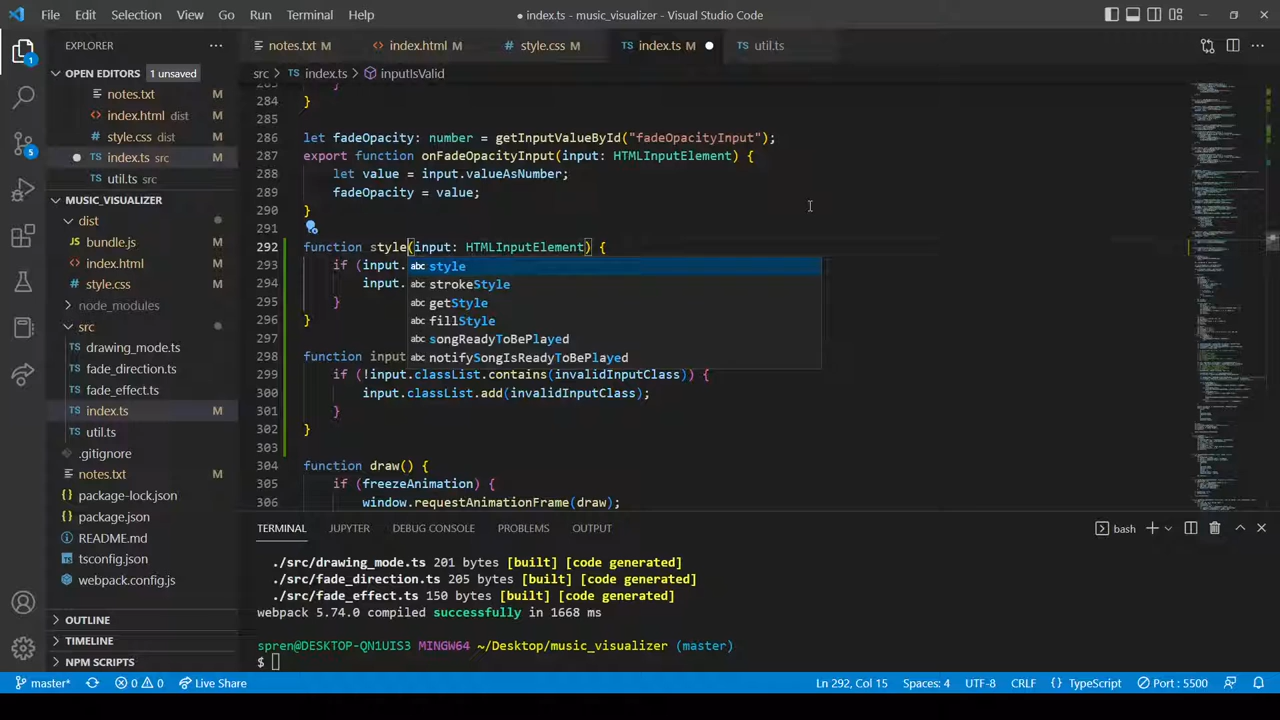 File Edit Selection View Go Run Terminal Help
● index.ts - music_visualizer - Visual Studio Code
EXPLORER
OPEN EDITORS 1 unsaved
notes.txt M
index.html dist M
style.css dist M
index.ts src M
util.ts src
MUSIC_VISUALIZER
dist
bundle.js M
index.html M
style.css M
node_modules
src
drawing_mode.ts
fade_direction.ts
fade_effect.ts
index.ts M
util.ts
.gitignore
notes.txt M
package-lock.json
package.json
README.md
tsconfig.json
webpack.config.js
OUTLINE
TIMELINE
NPM SCRIPTS
1
5
notes.txt M index.html M style.css M TS index.ts M TS util.ts
src > TS index.ts > inputIsValid
284 }
285
286 let fadeOpacity: number = getInputValueById("fadeOpacityInput");
287 export function onFadeOpacityInput(input: HTMLInputElement) {
288 let value = input.valueAsNumber;
289 fadeOpacity = value;
290 }
291
292 function style(input: HTMLInputElement) {
293 if (input.
294 input.
295 }
296 }
297
abc style
abc strokeStyle
abc getStyle
abc fillStyle
abc songReadyToBePlayed
abc notifySongIsReadyToBePlayed
298 function input
299 if (!input.classList.contains(invalidInputClass)) {
300 input.classList.add(invalidInputClass);
301 }
302 }
303
304 function draw() {
305 if (freezeAnimation) {
306 window.requestAnimationFrame(draw);
TERMINAL JUPYTER DEBUG CONSOLE PROBLEMS OUTPUT
bash
./src/drawing_mode.ts 201 bytes [built] [code generated]
./src/fade_direction.ts 205 bytes [built] [code generated]
./src/fade_effect.ts 150 bytes [built] [code generated]
webpack 5.74.0 compiled successfully in 1668 ms
spren@DESKTOP-QN1UIS3 MINGW64 ~/Desktop/music_visualizer (master)
$
master* 0 0 Live Share
Ln 292, Col 15 Spaces: 4 UTF-8 CRLF {} TypeScript Port : 5500